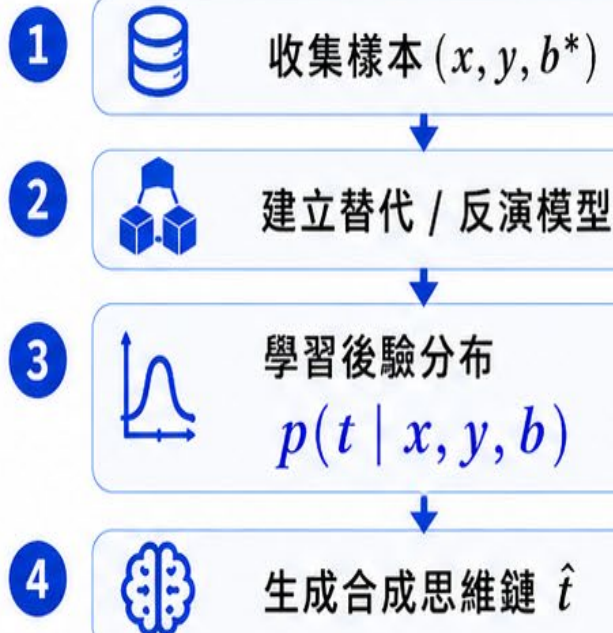 1 收集樣本 (x, y, b*)
2 建立替代 / 反演模型
3 學習後驗分布
p(t | x, y, b)
4 生成合成思維鏈 t̂